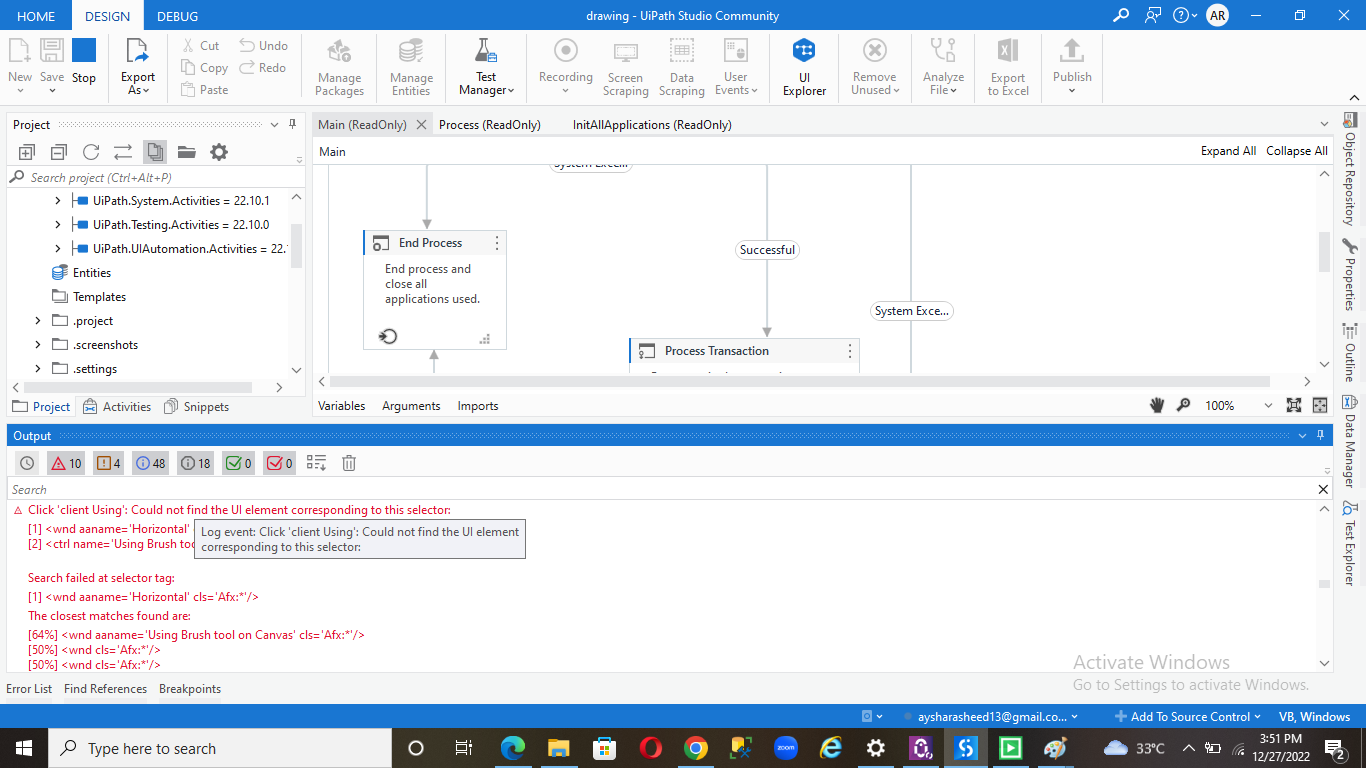 HOME DESIGN DEBUG
drawing - UiPath Studio Community
AR
New Save Stop
Export As
Cut Undo
Copy Redo
Paste
Manage Packages
Manage Entities
Test Manager
Recording
Screen Scraping
Data Scraping
User Events
UI Explorer
Remove Unused
Analyze File
Export to Excel
Publish
Project
Main (ReadOnly) Process (ReadOnly) InitAllApplications (ReadOnly)
Main
Expand All Collapse All
Search project (Ctrl+Alt+P)
UiPath.System.Activities = 22.10.1
UiPath.Testing.Activities = 22.10.0
UiPath.UIAutomation.Activities = 22.
Entities
Templates
.project
.screenshots
.settings
Project Activities Snippets
System Exce...
End Process
End process and
close all
applications used.
Successful
System Exce...
Process Transaction
Variables Arguments Imports
100%
Object Repository
Properties
Outline
Data Manager
Test Explorer
Output
10 4 48 18 0 0
Search
Click 'client Using': Could not find the UI element corresponding to this selector:
[1] <wnd aaname='Horizontal'
[2] <ctrl name='Using Brush too
Log event: Click 'client Using': Could not find the UI element
corresponding to this selector:
Search failed at selector tag:
[1] <wnd aaname='Horizontal' cls='Afx:*'/>
The closest matches found are:
[64%] <wnd aaname='Using Brush tool on Canvas' cls='Afx:*'/>
[50%] <wnd cls='Afx:*'/>
[50%] <wnd cls='Afx:*'/>
Activate Windows
Go to Settings to activate Windows.
Error List Find References Breakpoints
aysharasheed13@gmail.co... Add To Source Control VB, Windows
Type here to search
zoom
33°C
3:51 PM
12/27/2022
2